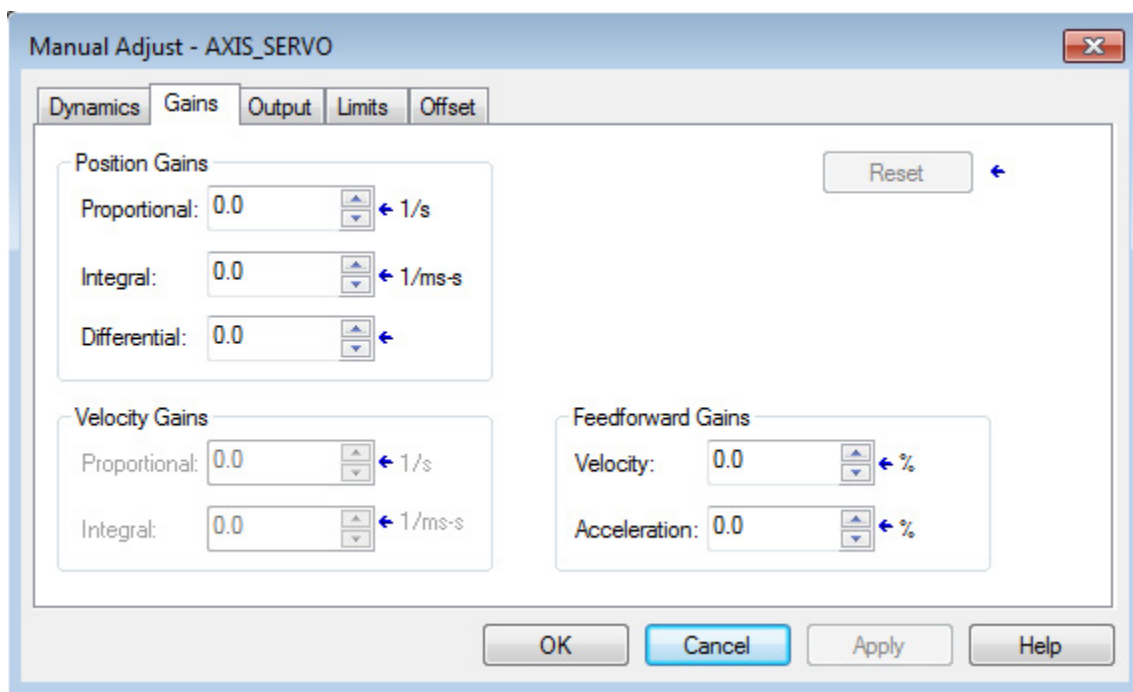 Manual Adjust - AXIS_SERVO
Dynamics Gains Output Limits Offset
Position Gains
Reset
Proportional: 0.0 1/s
Integral: 0.0 1/ms-s
Differential: 0.0
Velocity Gains
Proportional: 0.0 1/s
Integral: 0.0 1/ms-s
Feedforward Gains
Velocity: 0.0 %
Acceleration: 0.0 %
OK Cancel Apply Help